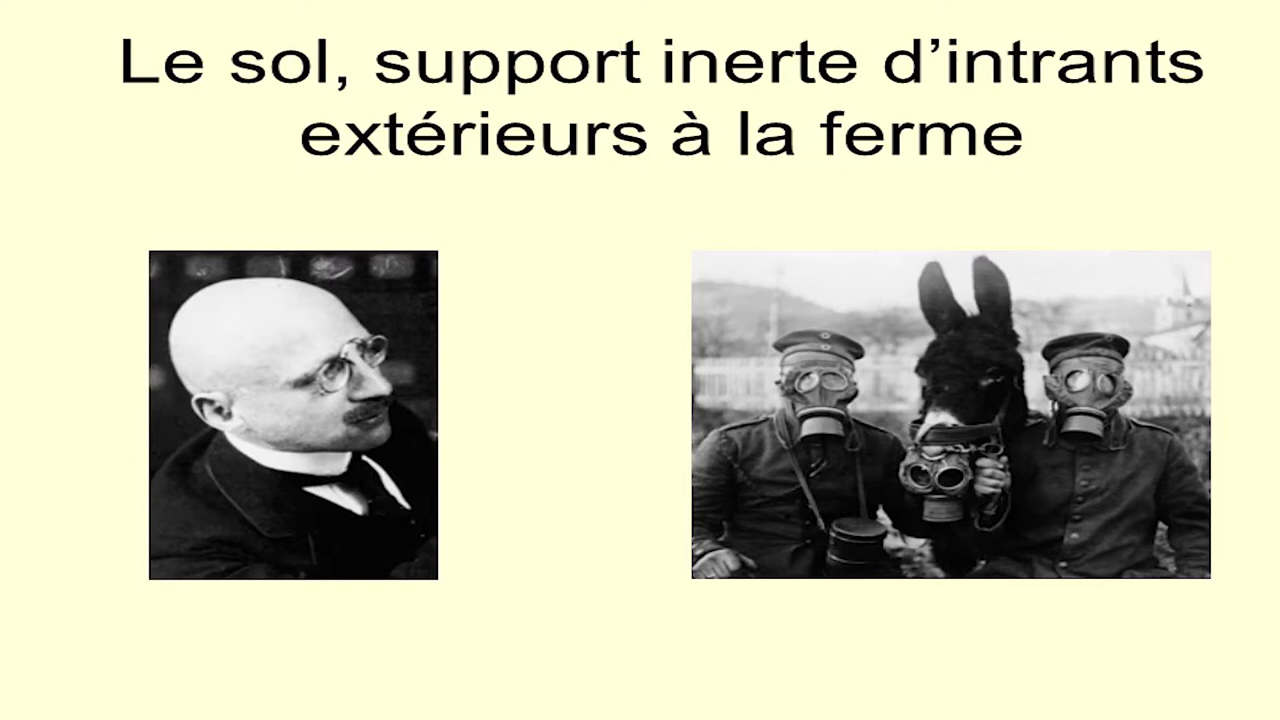 Le sol, support inerte d’intrants
extérieurs à la ferme